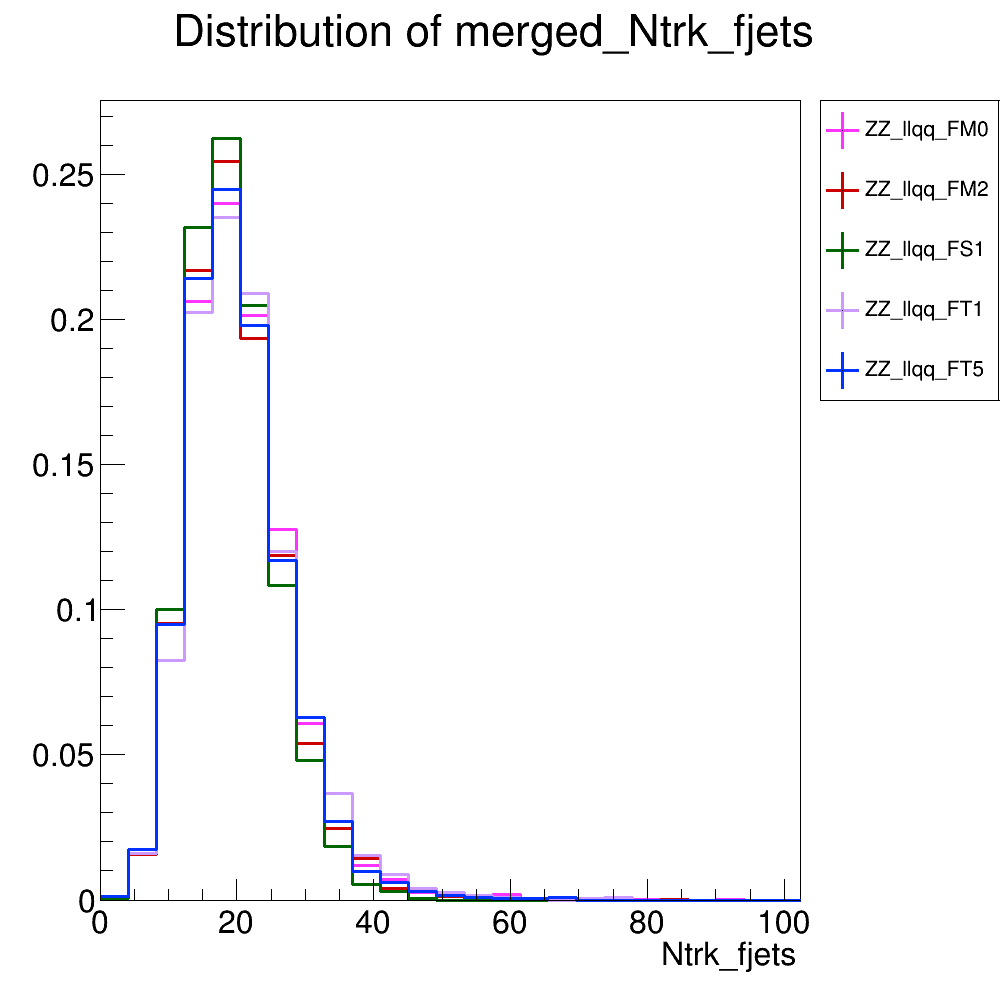 Distribution of merged_Ntrk_fjets
0.25
0.2
0.15
0.1
0.05
0
0 20 40 60 80 100
Ntrk_fjets
ZZ_llqq_FM0
ZZ_llqq_FM2
ZZ_llqq_FS1
ZZ_llqq_FT1
ZZ_llqq_FT5